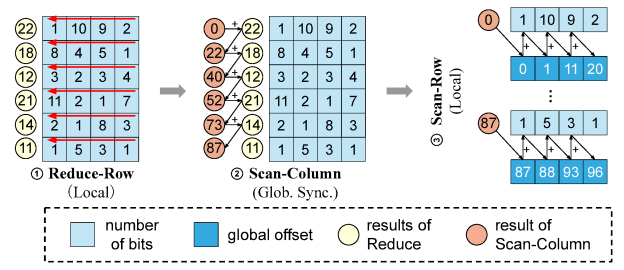 22 1 10 9 2
18 8 4 5 1
12 3 2 3 4
21 11 2 1 7
14 2 1 8 3
11 1 5 3 1
① Reduce-Row
(Local)
0 + 22 1 10 9 2
22 + 18 8 4 5 1
40 + 12 3 2 3 4
52 + 21 11 2 1 7
73 + 14 2 1 8 3
87 11 1 5 3 1
② Scan-Column
(Glob. Sync.)
③ Scan-Row
(Local)
0 1 10 9 2
+ + +
0 1 11 20
...
87 1 5 3 1
+ + +
87 88 93 96
number
of bits
global offset
results of
Reduce
result of
Scan-Column